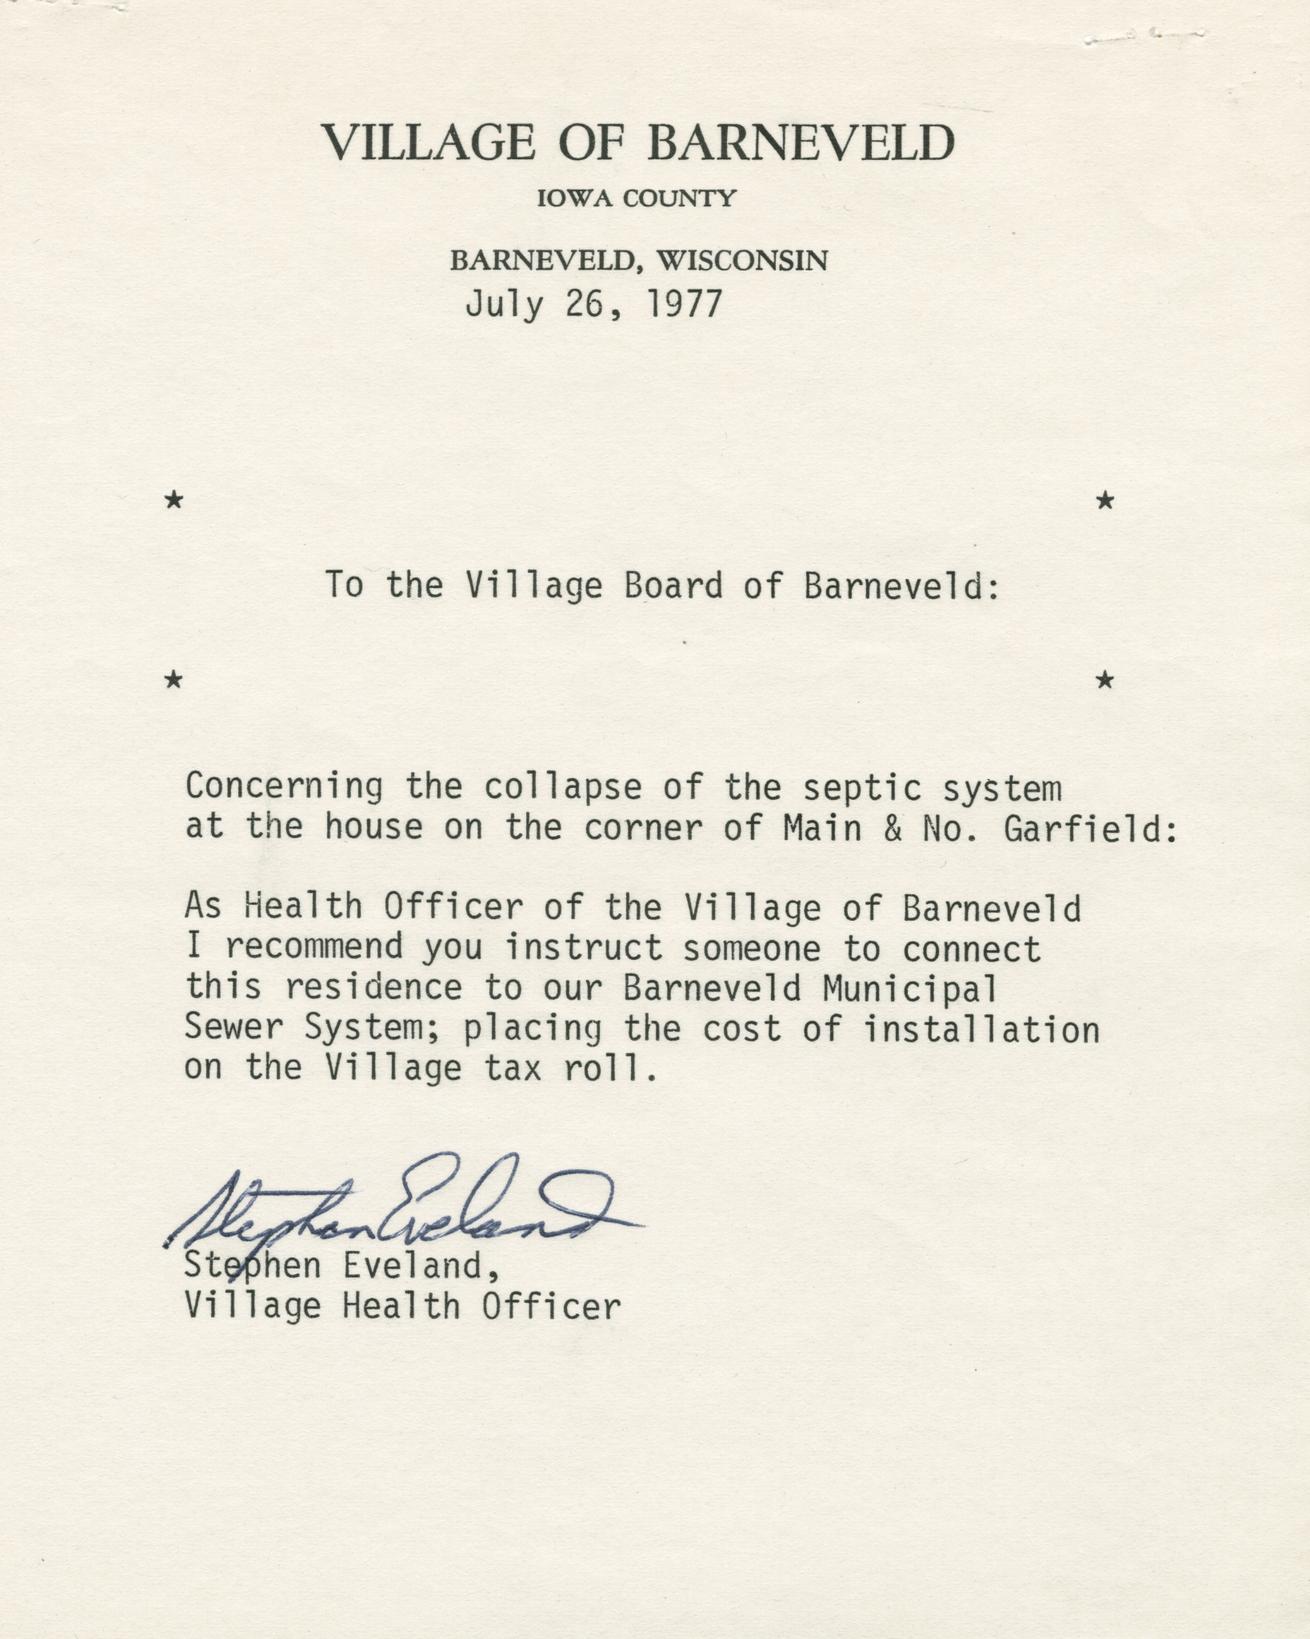 VILLAGE OF BARNEVELD
IOWA COUNTY
BARNEVELD, WISCONSIN
July 26, 1977
* *
To the Village Board of Barneveld:
* *
Concerning the collapse of the septic system
at the house on the corner of Main & No. Garfield:
As Health Officer of the Village of Barneveld
I recommend you instruct someone to connect
this residence to our Barneveld Municipal
Sewer System; placing the cost of installation
on the Village tax roll.
Stephen Eveland
Stephen Eveland,
Village Health Officer